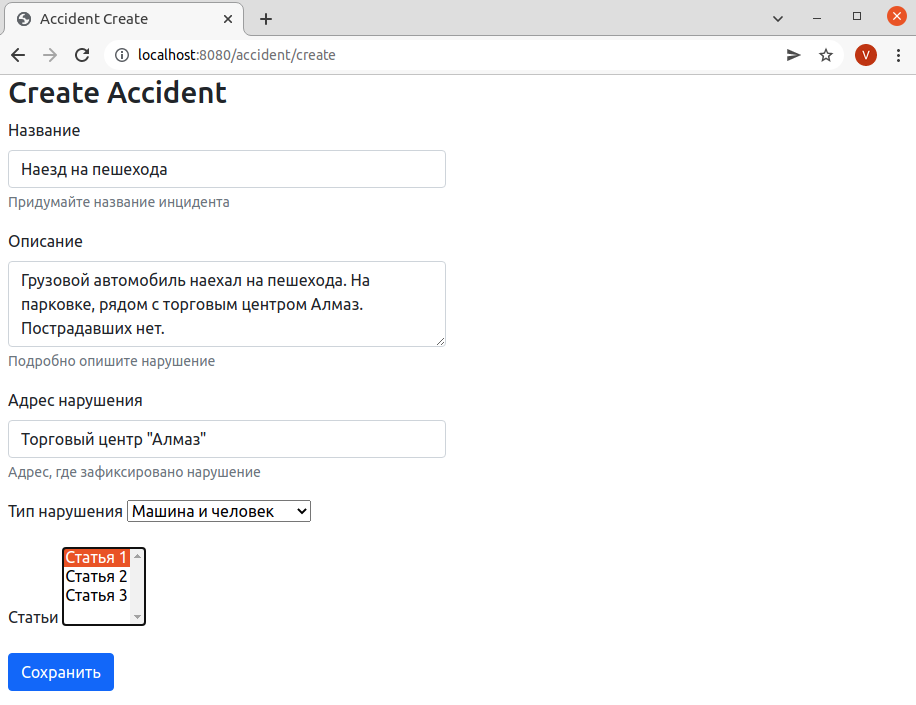 Accident Create
localhost:8080/accident/create
V
Create Accident
Название
Наезд на пешехода
Придумайте название инцидента
Описание
Грузовой автомобиль наехал на пешехода. На
парковке, рядом с торговым центром Алмаз.
Пострадавших нет.
Подробно опишите нарушение
Адрес нарушения
Торговый центр "Алмаз"
Адрес, где зафиксировано нарушение
Тип нарушения Машина и человек
Статья 1
Статья 2
Статья 3
Статьи
Сохранить